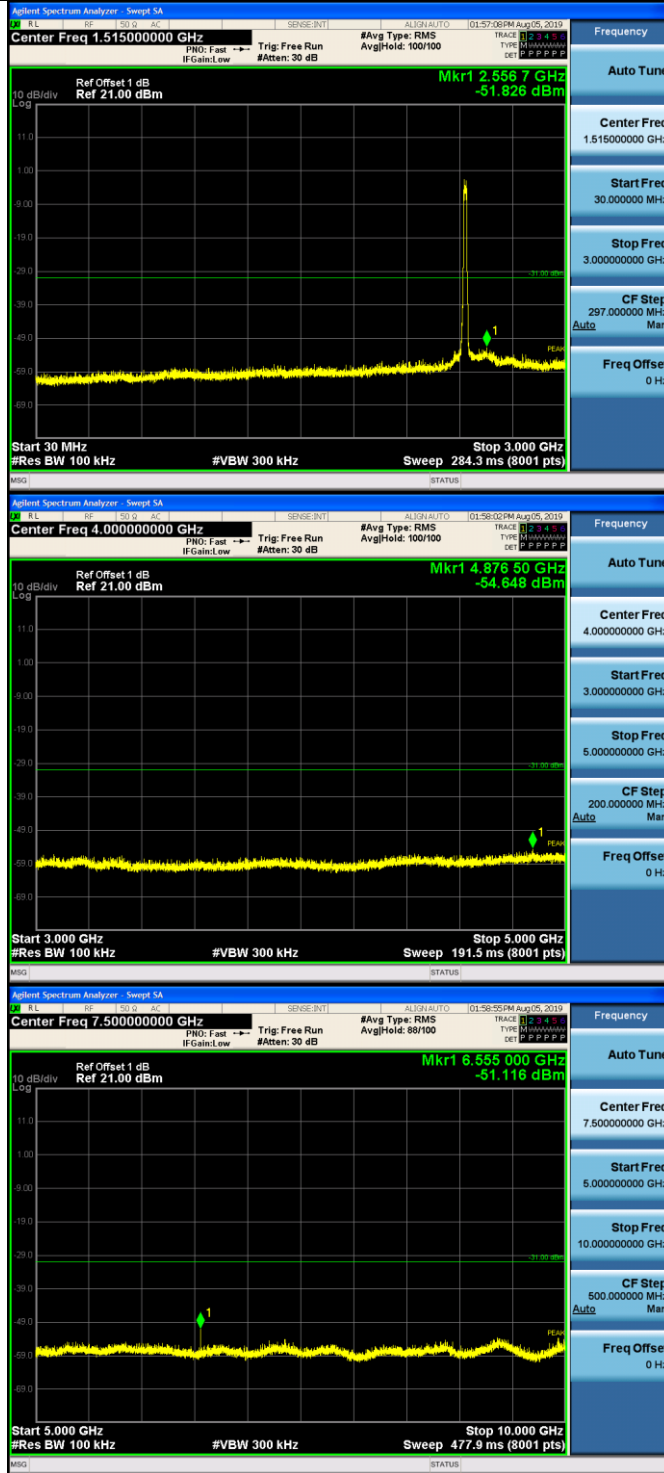 Agilent Spectrum Analyzer - Swept SA
RL RF 50 Ω AC SENSE:INT ALIGNAUTO 01:57:08PM Aug05, 2019
Center Freq 1.515000000 GHz
PNO: Fast
IFGain:Low
Trig: Free Run
#Atten: 30 dB
#Avg Type: RMS
Avg|Hold: 100/100
TRACE 1 2 3 4 5 6
TYPE M
DET P P P P P P
Frequency
Mkr1 2.556 7 GHz
-51.826 dBm
Ref Offset 1 dB
10 dB/div Ref 21.00 dBm
Log
11.0
1.00
-9.00
-19.0
-29.0
-39.0
-49.0
-59.0
-69.0
-31.00 dBm
1
PEAK
Start 30 MHz
Stop 3.000 GHz
#Res BW 100 kHz #VBW 300 kHz Sweep 284.3 ms (8001 pts)
MSG STATUS
Auto Tune
Center Freq
1.515000000 GHz
Start Freq
30.000000 MHz
Stop Freq
3.000000000 GHz
CF Step
297.000000 MHz
Auto Man
Freq Offset
0 Hz
Agilent Spectrum Analyzer - Swept SA
RL RF 50 Ω AC SENSE:INT ALIGNAUTO 01:58:02PM Aug05, 2019
Center Freq 4.000000000 GHz
PNO: Fast
IFGain:Low
Trig: Free Run
#Atten: 30 dB
#Avg Type: RMS
Avg|Hold: 100/100
TRACE 1 2 3 4 5 6
TYPE M
DET P P P P P P
Frequency
Mkr1 4.876 50 GHz
-54.648 dBm
Ref Offset 1 dB
10 dB/div Ref 21.00 dBm
Log
11.0
1.00
-9.00
-19.0
-29.0
-39.0
-49.0
-59.0
-69.0
-31.00 dBm
1
PEAK
Start 3.000 GHz
Stop 5.000 GHz
#Res BW 100 kHz #VBW 300 kHz Sweep 191.5 ms (8001 pts)
MSG STATUS
Auto Tune
Center Freq
4.000000000 GHz
Start Freq
3.000000000 GHz
Stop Freq
5.000000000 GHz
CF Step
200.000000 MHz
Auto Man
Freq Offset
0 Hz
Agilent Spectrum Analyzer - Swept SA
RL RF 50 Ω AC SENSE:INT ALIGNAUTO 01:58:55PM Aug05, 2019
Center Freq 7.500000000 GHz
PNO: Fast
IFGain:Low
Trig: Free Run
#Atten: 30 dB
#Avg Type: RMS
Avg|Hold: 88/100
TRACE 1 2 3 4 5 6
TYPE M
DET P P P P P P
Frequency
Mkr1 6.555 000 GHz
-51.116 dBm
Ref Offset 1 dB
10 dB/div Ref 21.00 dBm
Log
11.0
1.00
-9.00
-19.0
-29.0
-39.0
-49.0
-59.0
-69.0
-31.00 dBm
1
PEAK
Start 5.000 GHz
Stop 10.000 GHz
#Res BW 100 kHz #VBW 300 kHz Sweep 477.9 ms (8001 pts)
MSG STATUS
Auto Tune
Center Freq
7.500000000 GHz
Start Freq
5.000000000 GHz
Stop Freq
10.000000000 GHz
CF Step
500.000000 MHz
Auto Man
Freq Offset
0 Hz